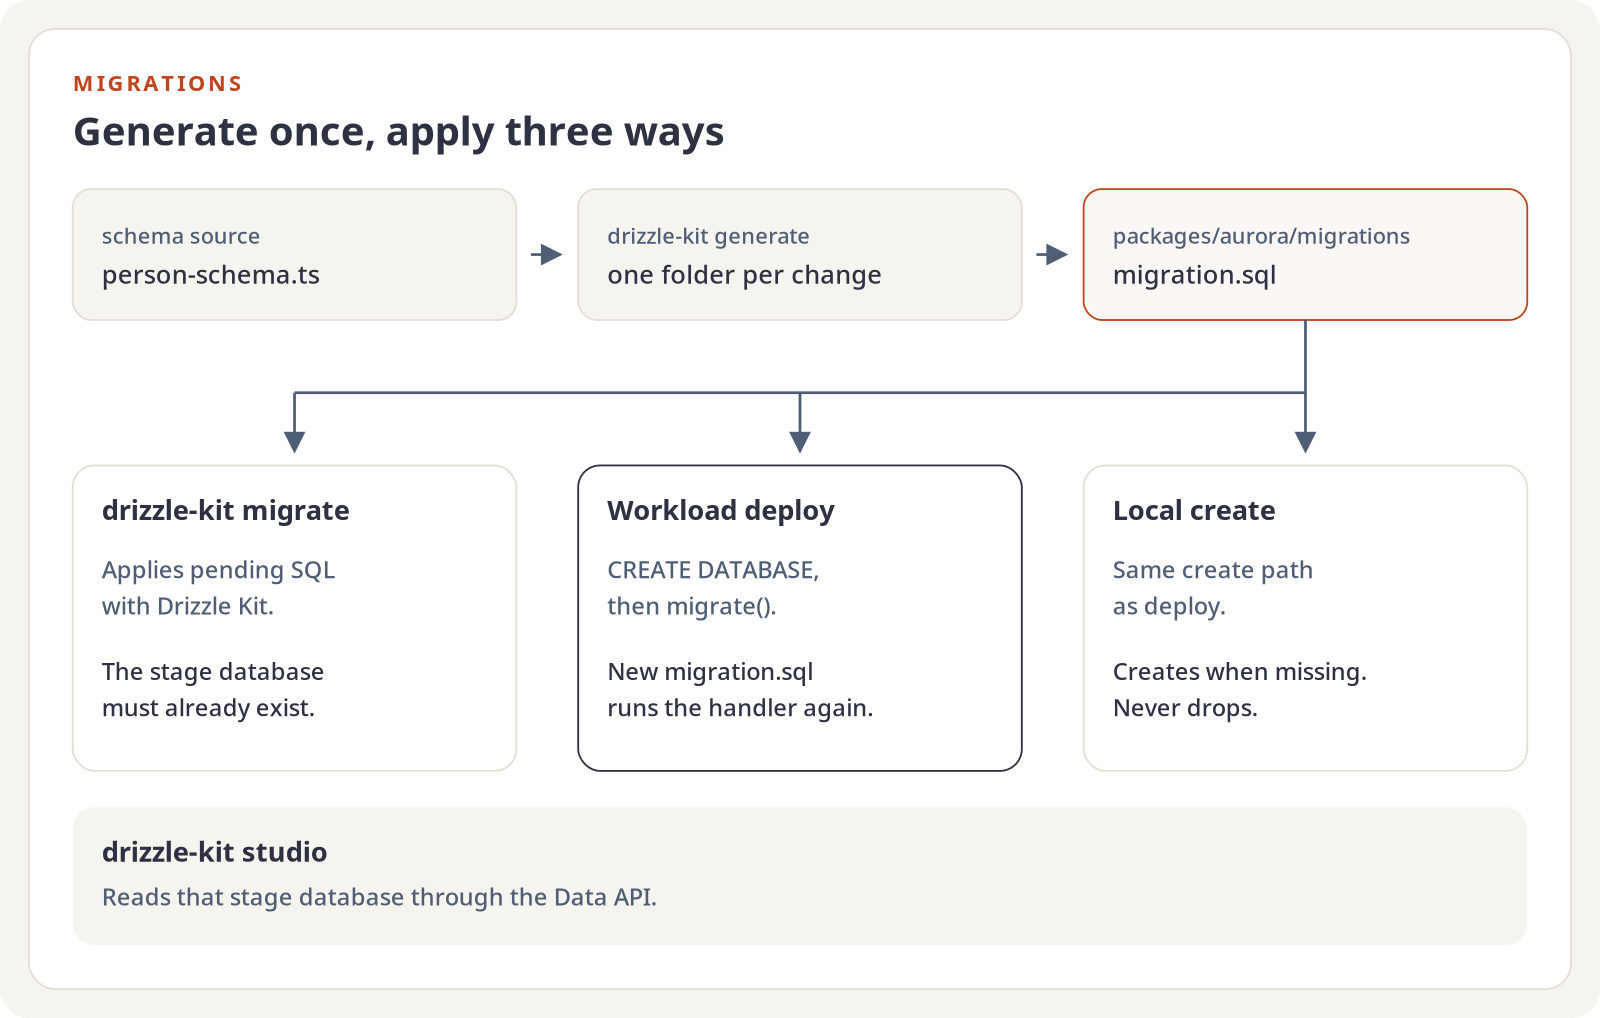 MIGRATIONS
Generate once, apply three ways
schema source
person-schema.ts
drizzle-kit generate
one folder per change
packages/aurora/migrations
migration.sql
drizzle-kit migrate
Applies pending SQL
with Drizzle Kit.
The stage database
must already exist.
Workload deploy
CREATE DATABASE,
then migrate().
New migration.sql
runs the handler again.
Local create
Same create path
as deploy.
Creates when missing.
Never drops.
drizzle-kit studio
Reads that stage database through the Data API.